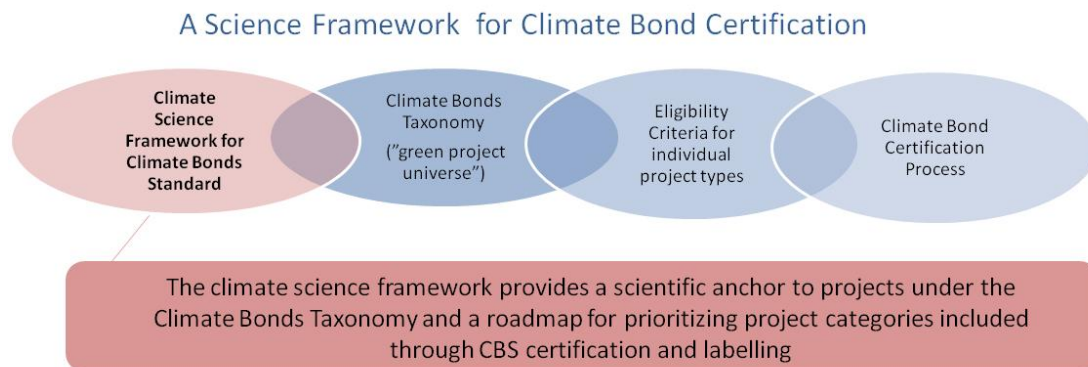 A Science Framework for Climate Bond Certification
Climate
Science
Framework for
Climate Bonds
Standard
Climate Bonds
Taxonomy
("green project
universe")
Eligibility
Criteria for
individual
project types
Climate Bond
Certification
Process
The climate science framework provides a scientific anchor to projects under the
Climate Bonds Taxonomy and a roadmap for prioritizing project categories included
through CBS certification and labelling